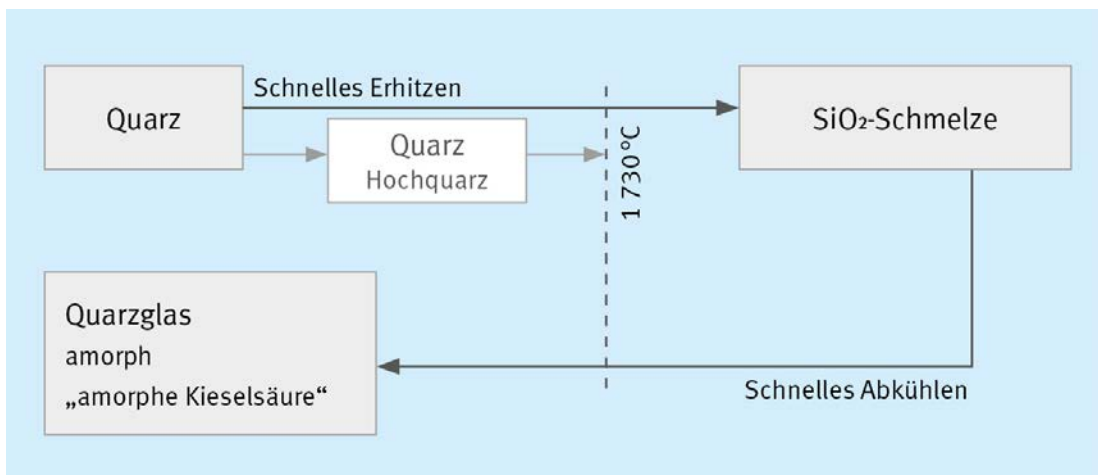 Schnelles Erhitzen
Quarz
SiO₂-Schmelze
Quarz
Hochquarz
1 730 °C
Quarzglas
amorph
„amorphe Kieselsäure“
Schnelles Abkühlen